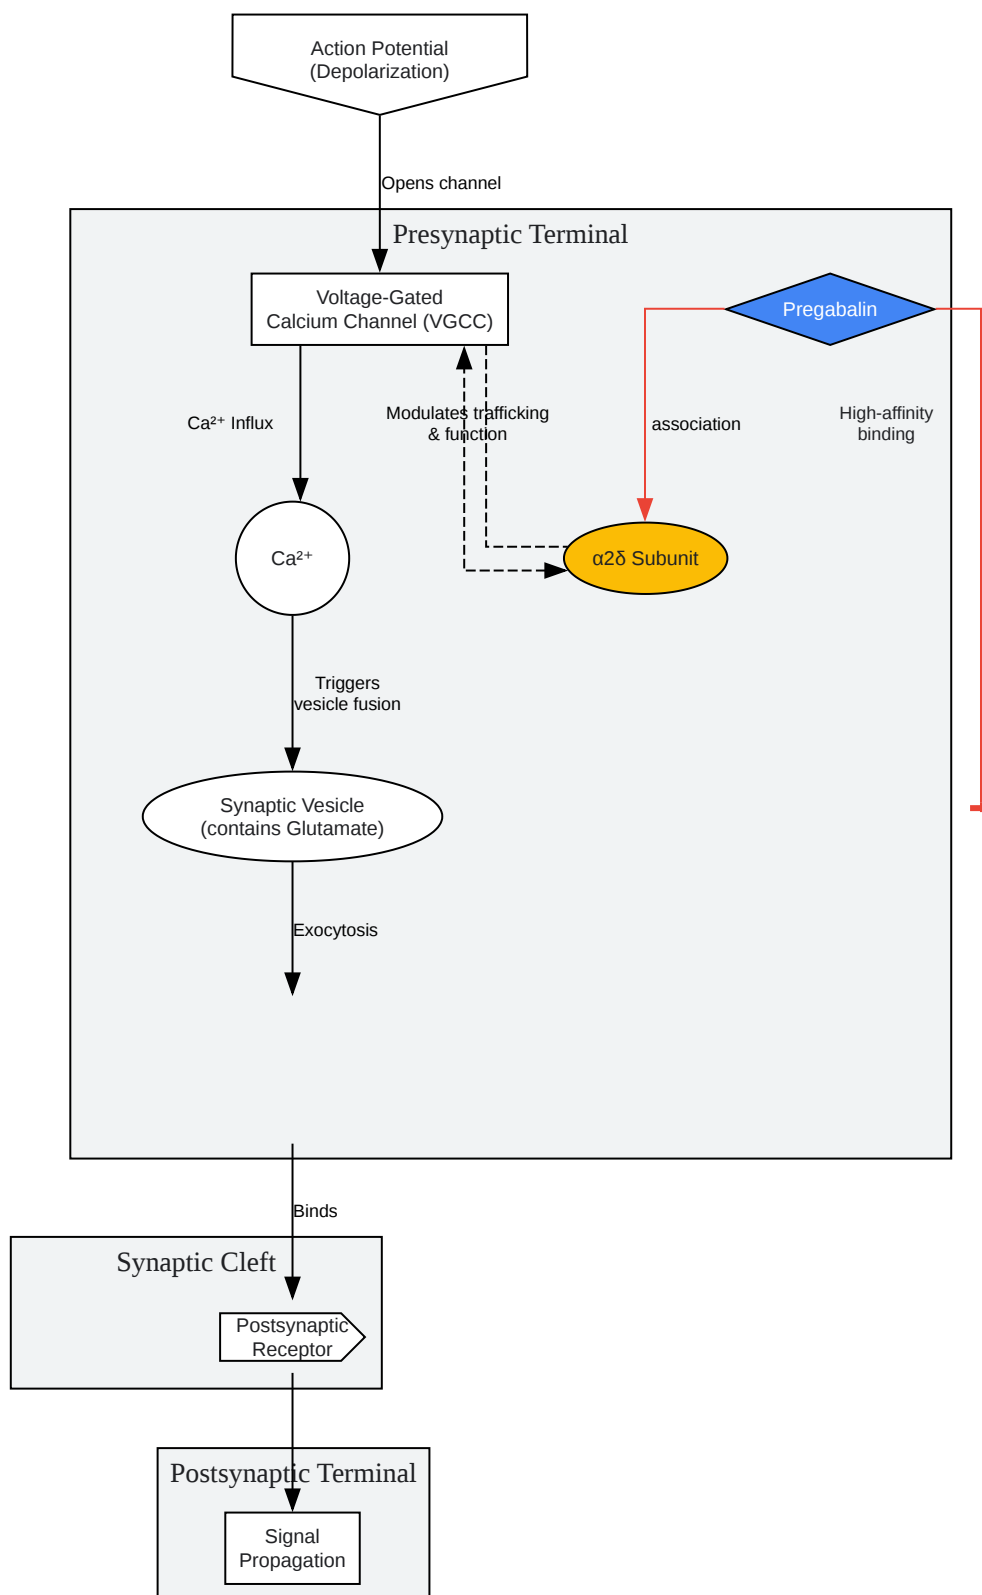 Action Potential
(Depolarization)
Opens channel
Presynaptic Terminal
Voltage-Gated
Calcium Channel (VGCC)
Pregabalin
Ca²⁺ Influx
Modulates trafficking
& function
association
High-affinity
binding
Ca²⁺
α2δ Subunit
Triggers
vesicle fusion
Synaptic Vesicle
(contains Glutamate)
Exocytosis
Binds
Synaptic Cleft
Postsynaptic
Receptor
Postsynaptic Terminal
Signal
Propagation